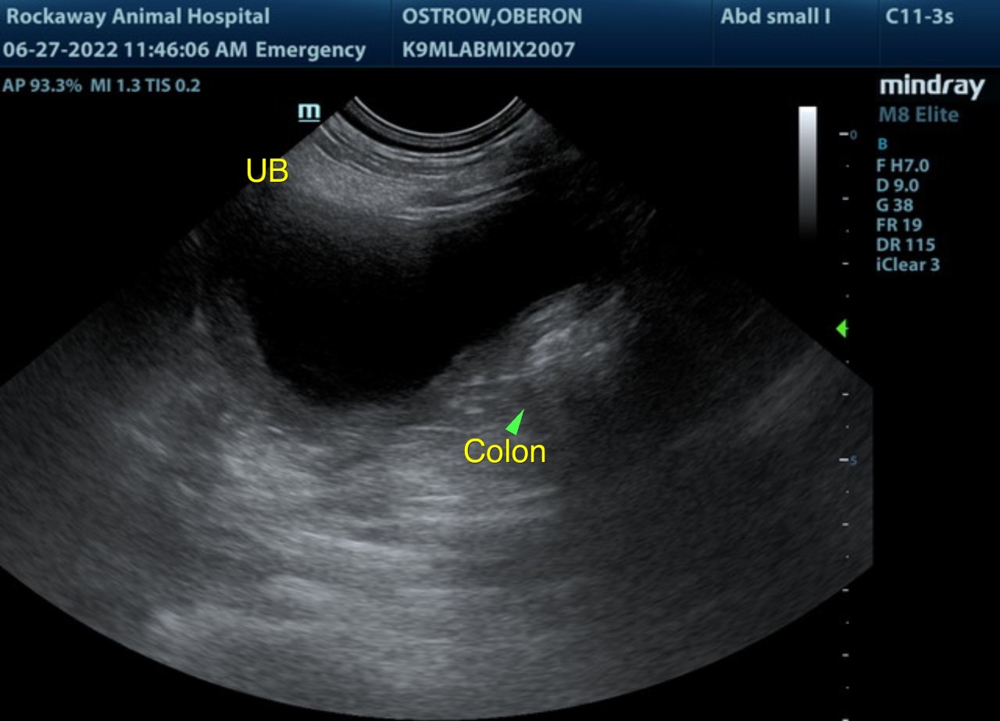 Rockaway Animal Hospital
OSTROW,OBERON
Abd small I
C11-3s
06-27-2022 11:46:06 AM Emergency
K9MLABMIX2007
AP 93.3% MI 1.3 TIS 0.2
mindray
M8 Elite
m
UB
B
F H7.0
D 9.0
G 38
FR 19
DR 115
iClear 3
0
Colon
5